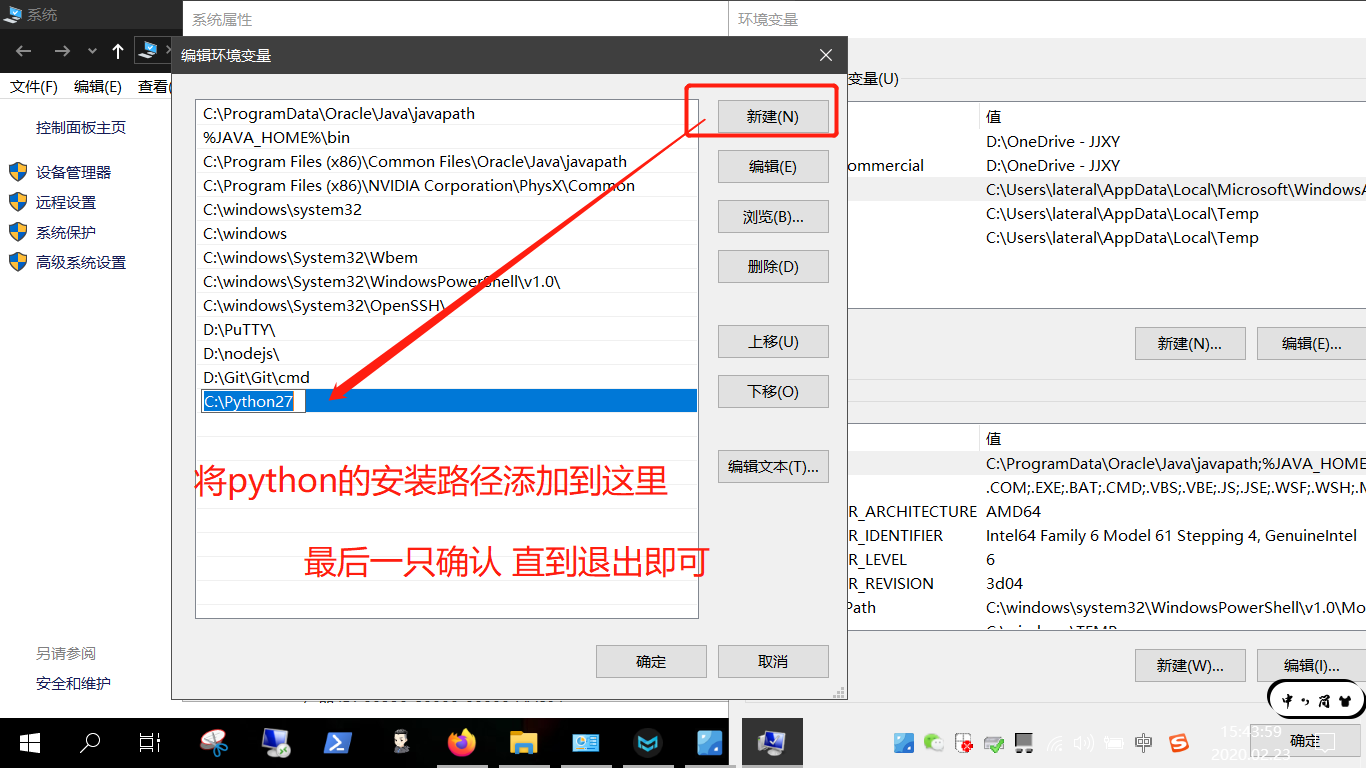 系统
系统属性
环境变量
编辑环境变量
文件(F)
编辑(E)
查看(
控制面板主页
设备管理器
远程设置
系统保护
高级系统设置
另请参阅
安全和维护
C:\ProgramData\Oracle\Java\javapath
%JAVA_HOME%\bin
C:\Program Files (x86)\Common Files\Oracle\Java\javapath
C:\Program Files (x86)\NVIDIA Corporation\PhysX\Common
C:\windows\system32
C:\windows
C:\windows\System32\Wbem
C:\windows\System32\WindowsPowerShell\v1.0\
C:\windows\System32\OpenSSH\
D:\PuTTY\
D:\nodejs\
D:\Git\Git\cmd
C:\Python27
将python的安装路径添加到这里
最后一只确认 直到退出即可
新建(N)
编辑(E)
浏览(B)...
删除(D)
上移(U)
下移(O)
编辑文本(T)...
确定
取消
变量(U)
值
D:\OneDrive - JJXY
ommercial
D:\OneDrive - JJXY
C:\Users\lateral\AppData\Local\Microsoft\WindowsA
C:\Users\lateral\AppData\Local\Temp
C:\Users\lateral\AppData\Local\Temp
新建(N)...
编辑(E)...
值
C:\ProgramData\Oracle\Java\javapath;%JAVA_HOME
.COM;.EXE;.BAT;.CMD;.VBS;.VBE;.JS;.JSE;.WSF;.WSH;.M
R_ARCHITECTURE
AMD64
R_IDENTIFIER
Intel64 Family 6 Model 61 Stepping 4, GenuineIntel
R_LEVEL
6
R_REVISION
3d04
Path
C:\windows\system32\WindowsPowerShell\v1.0\Mo
新建(W)...
编辑(I)...
中 简
中
15:43:59
2020.02.23
确定